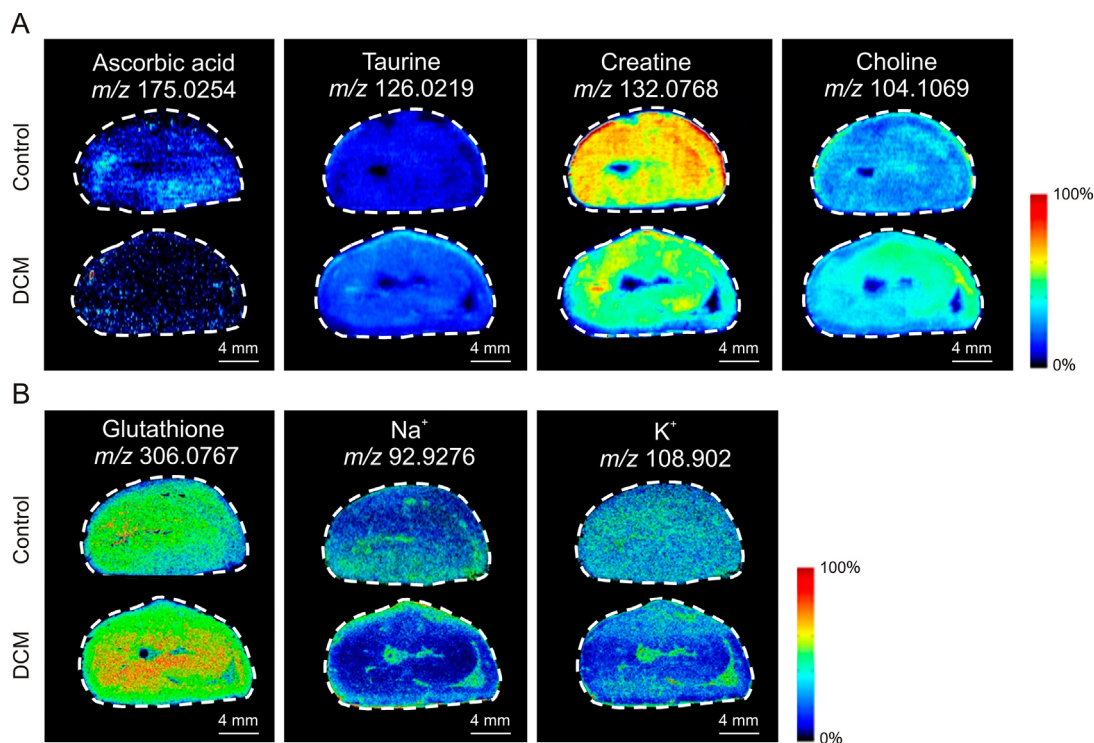 A
Ascorbic acid
m/z 175.0254
Taurine
m/z 126.0219
Creatine
m/z 132.0768
Choline
m/z 104.1069
Control
DCM
4 mm
4 mm
4 mm
4 mm
100%
0%
B
Glutathione
m/z 306.0767
Na⁺
m/z 92.9276
K⁺
m/z 108.902
Control
DCM
4 mm
4 mm
4 mm
100%
0%